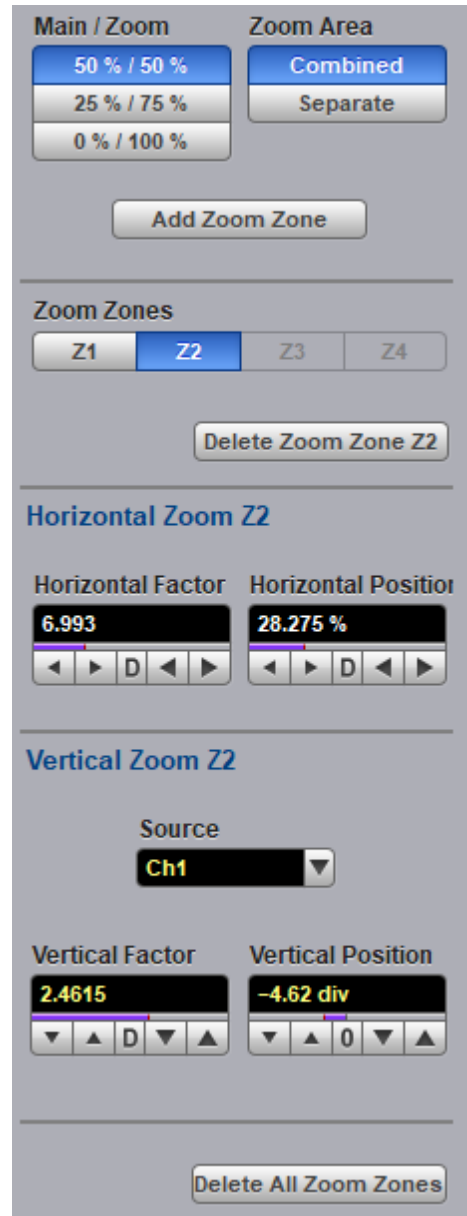 Main / Zoom Zoom Area
50 % / 50 % Combined
25 % / 75 % Separate
0 % / 100 %
Add Zoom Zone
Zoom Zones
Z1 Z2 Z3 Z4
Delete Zoom Zone Z2
Horizontal Zoom Z2
Horizontal Factor Horizontal Position
6.993 28.275 %
D D
Vertical Zoom Z2
Source
Ch1
Vertical Factor Vertical Position
2.4615 −4.62 div
D 0
Delete All Zoom Zones